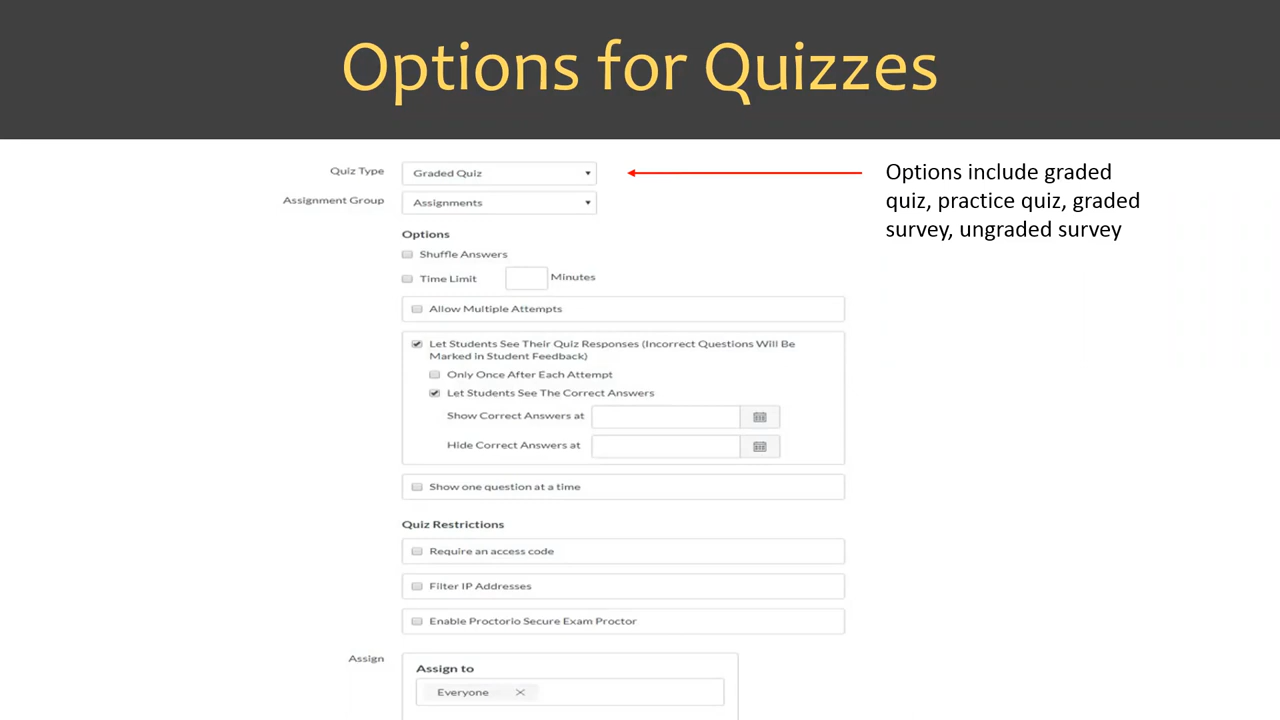 Options for Quizzes
Quiz Type
Graded Quiz
Options include graded
quiz, practice quiz, graded
survey, ungraded survey
Assignment Group
Assignments
Options
Shuffle Answers
Time Limit
Minutes
Allow Multiple Attempts
Let Students See Their Quiz Responses (Incorrect Questions Will Be
Marked in Student Feedback)
Only Once After Each Attempt
Let Students See The Correct Answers
Show Correct Answers at
Hide Correct Answers at
Show one question at a time
Quiz Restrictions
Require an access code
Filter IP Addresses
Enable Proctorio Secure Exam Proctor
Assign
Assign to
Everyone